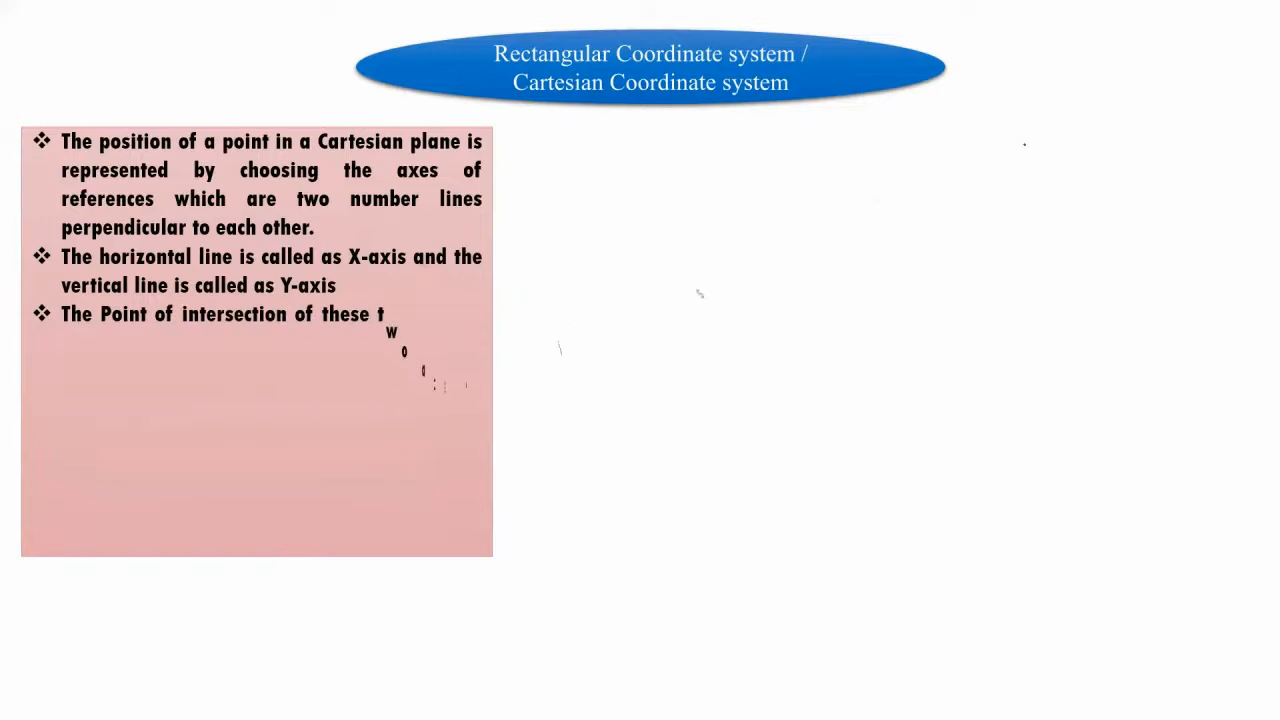 Rectangular Coordinate system /
Cartesian Coordinate system
❖ The position of a point in a Cartesian plane is
represented by choosing the axes of
references which are two number lines
perpendicular to each other.
❖ The horizontal line is called as X-axis and the
vertical line is called as Y-axis
❖ The Point of intersection of these two